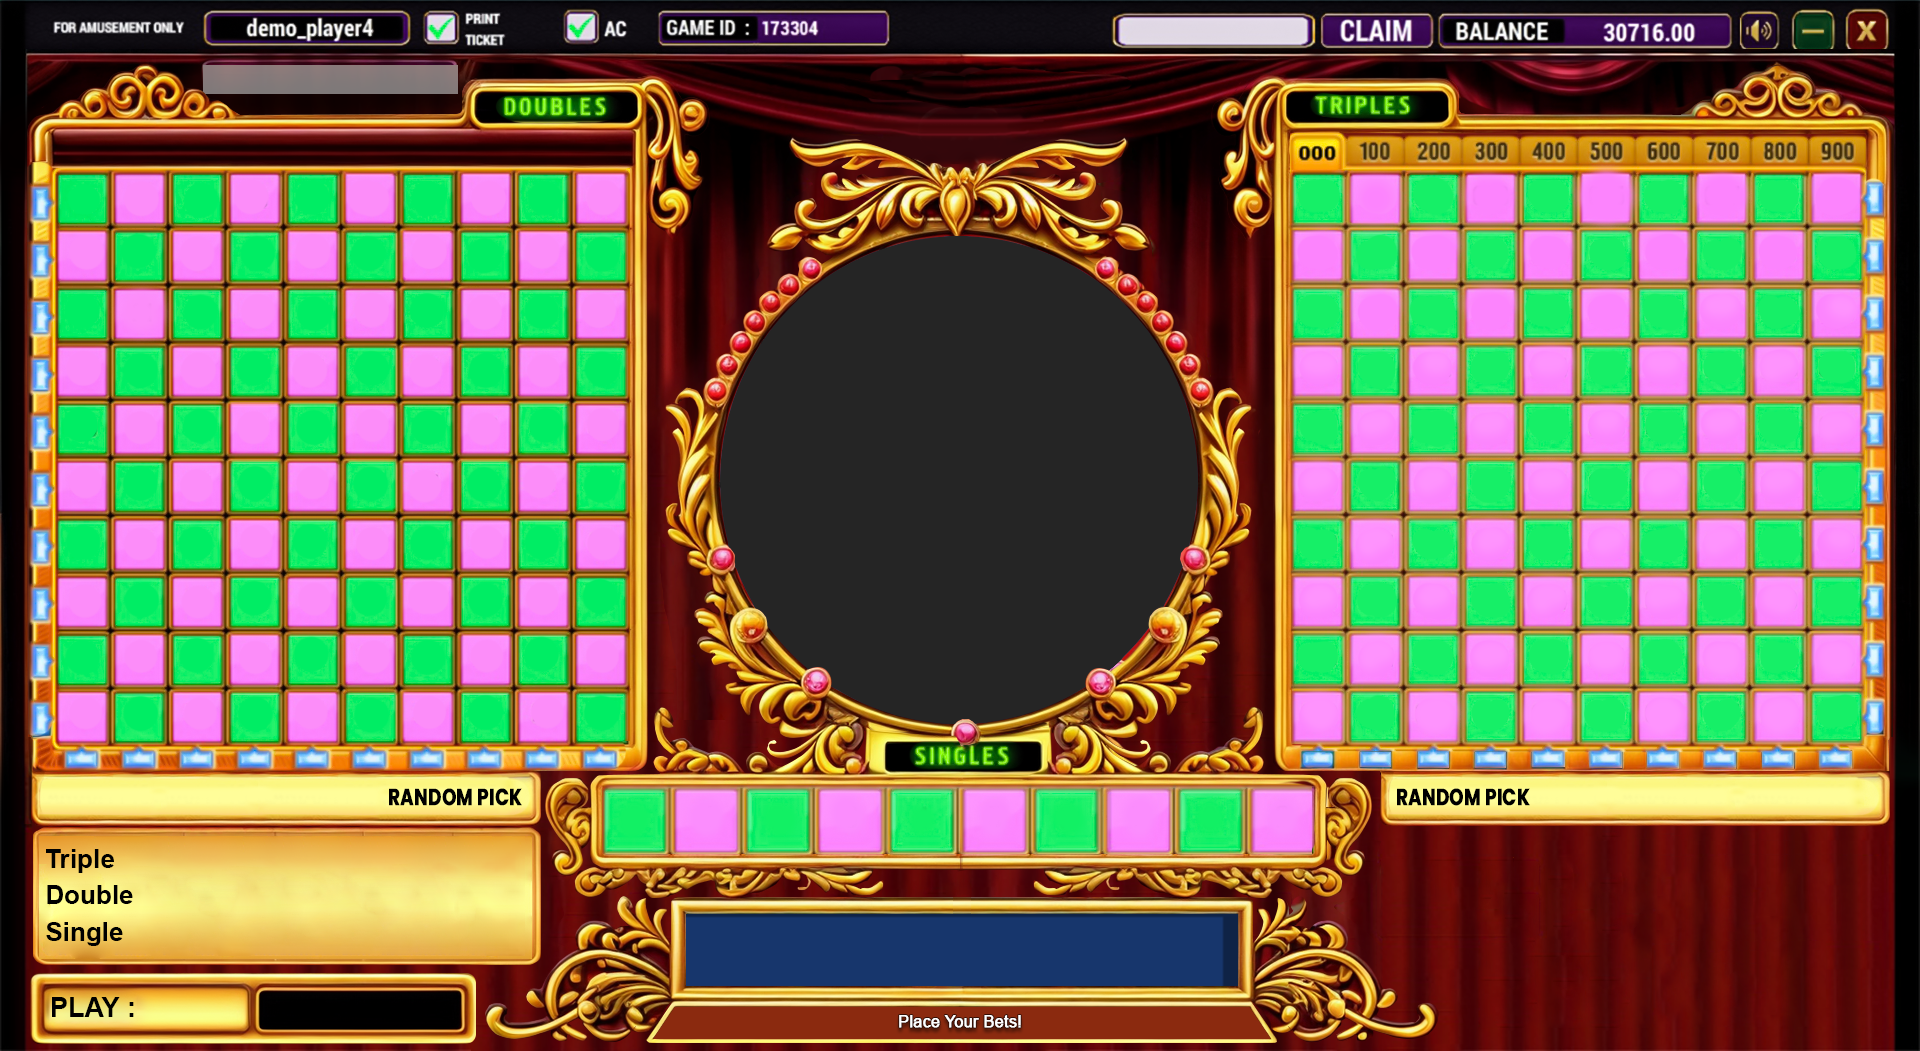 FOR AMUSEMENT ONLY
demo_player4
PRINT
TICKET
AC
GAME ID : 173304
CLAIM
BALANCE 30716.00
X
DOUBLES
TRIPLES
000 100 200 300 400 500 600 700 800 900
SINGLES
RANDOM PICK
RANDOM PICK
Triple
Double
Single
PLAY :
Place Your Bets!